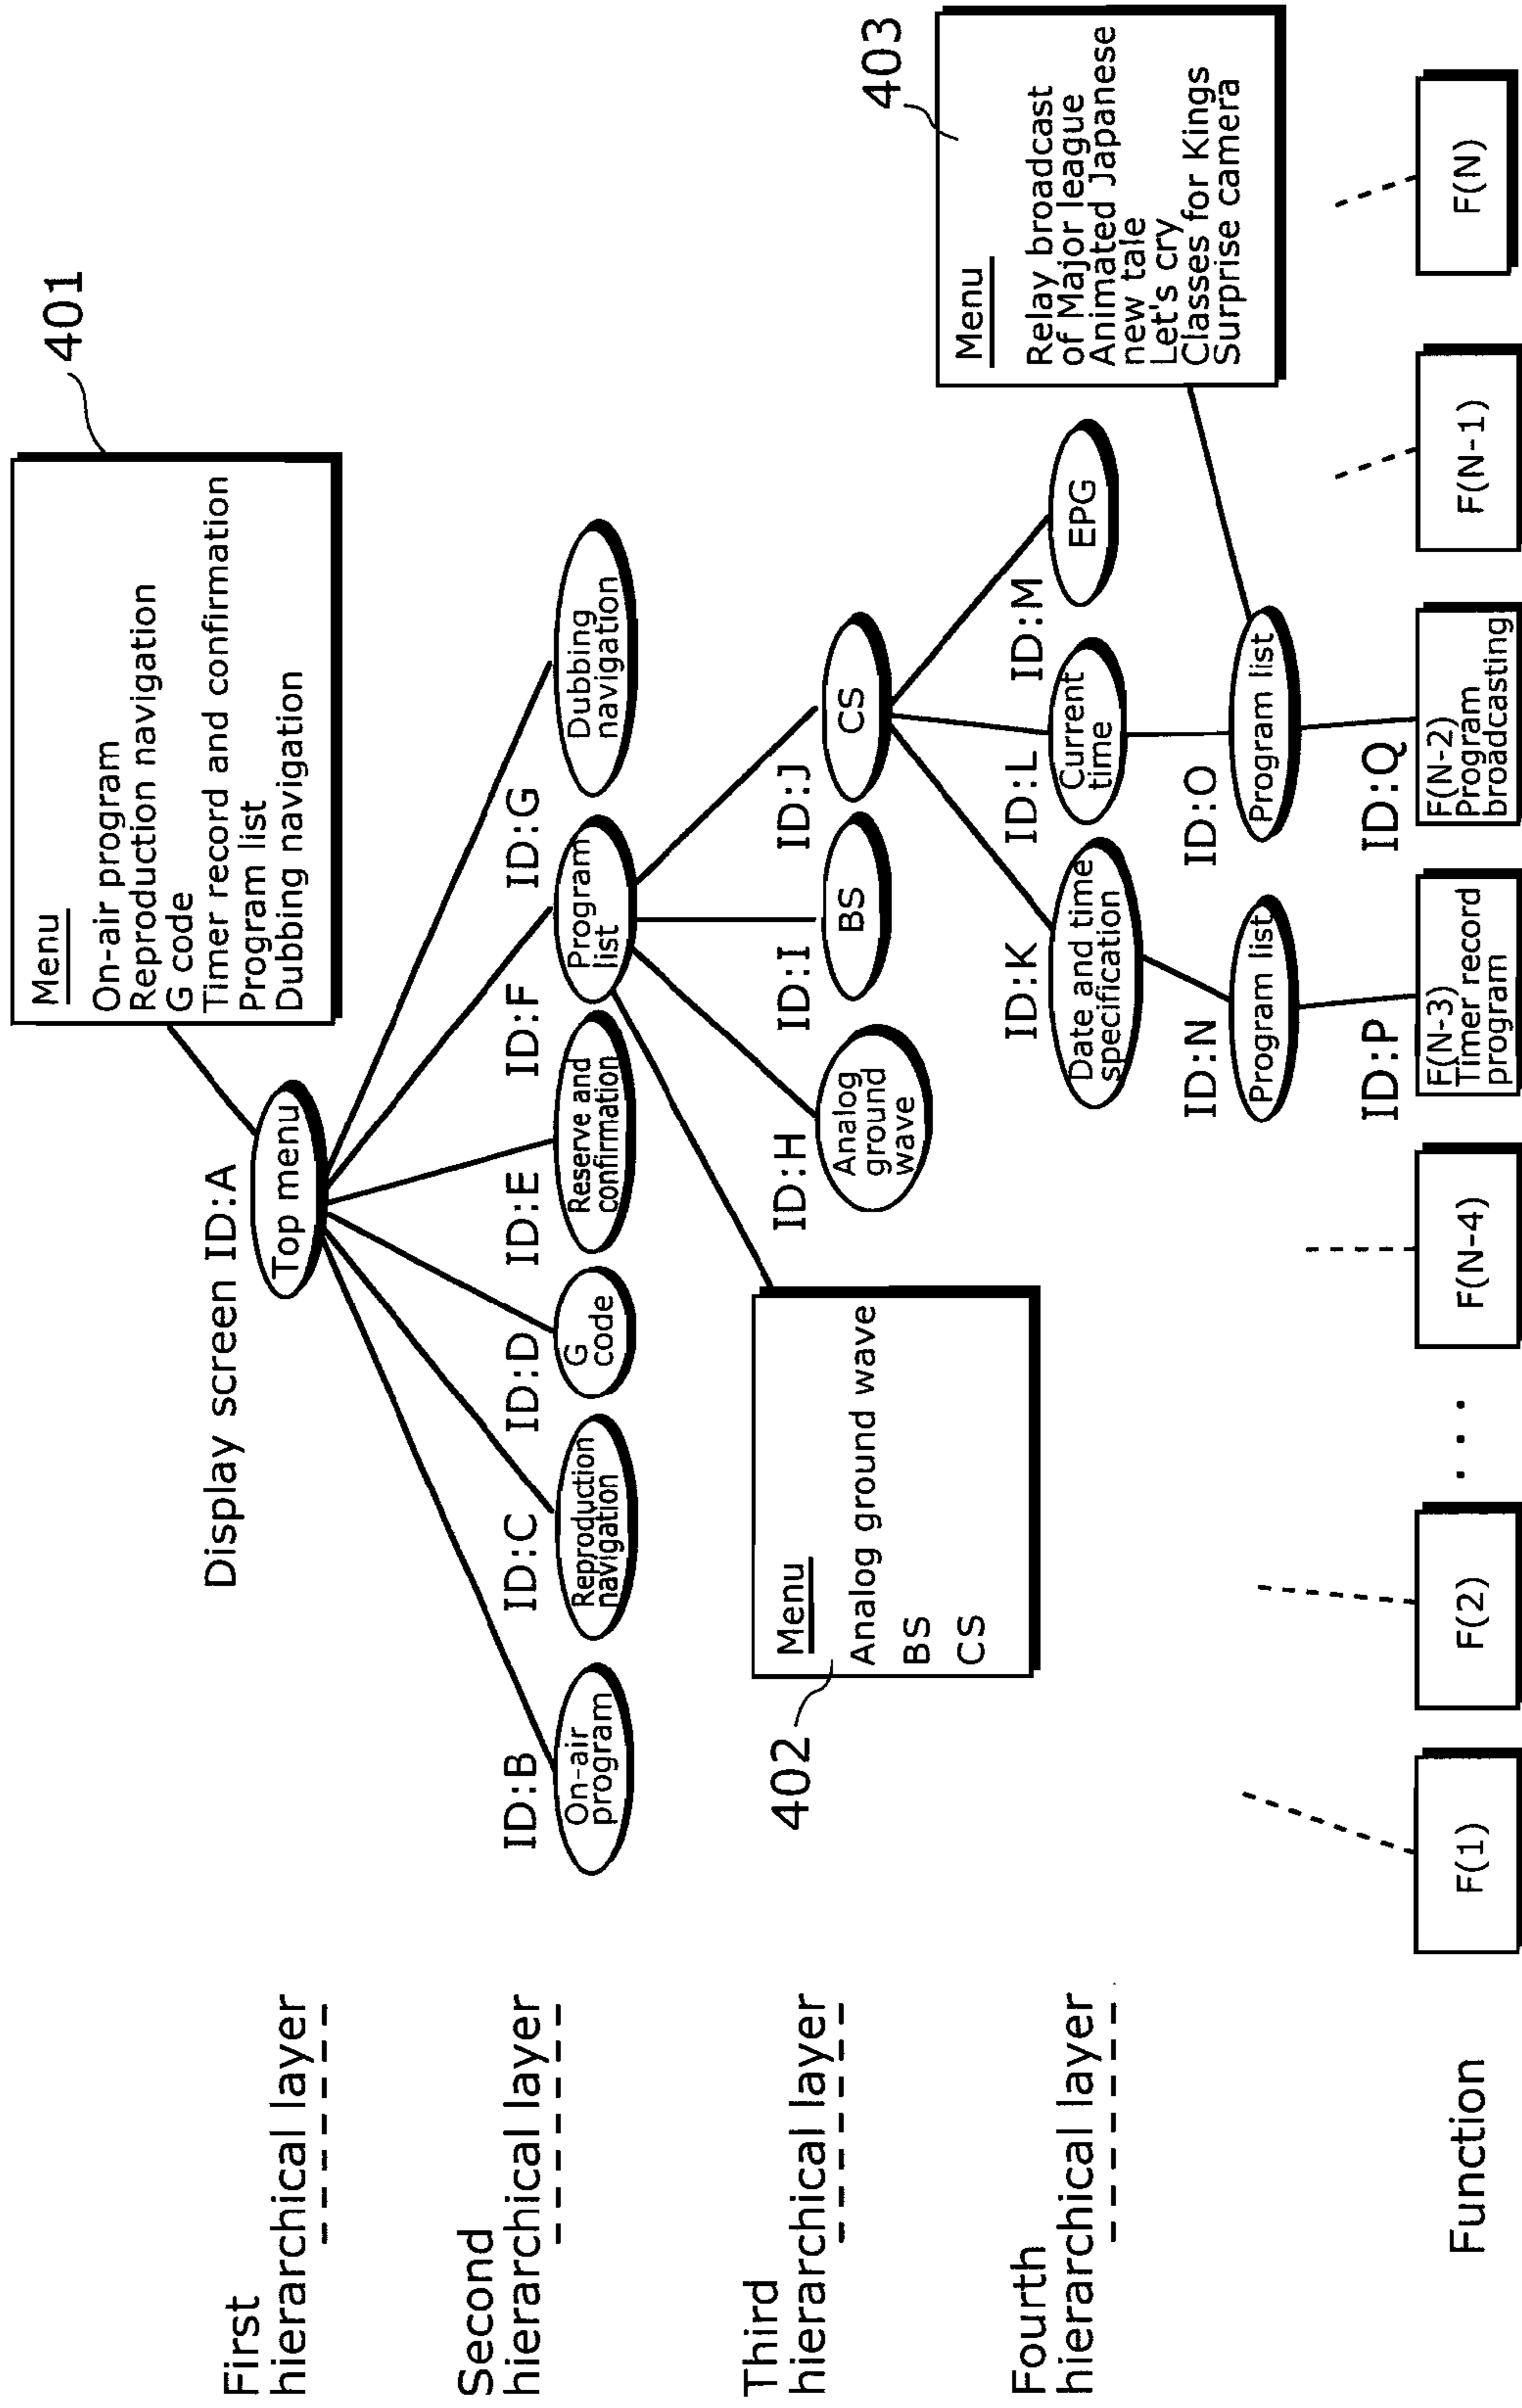 401
Menu
On-air program
Reproduction navigation
G code
Timer record and confirmation
Program list
Dubbing navigation
First
hierarchical layer
Display screen ID:A
Top menu
Second
hierarchical layer
ID:B
On-air
program
ID:C
Reproduction
navigation
ID:D
G
code
ID:E
Reserve and
confirmation
ID:F
Program
list
ID:G
Dubbing
navigation
Third
hierarchical layer
402
Menu
Analog ground wave
BS
CS
ID:H
Analog
ground
wave
ID:I
BS
ID:J
CS
403
Menu
Relay broadcast
of Major league
Animated Japanese
new tale
Let's cry
Classes for Kings
Surprise camera
Fourth
hierarchical layer
ID:K
Date and time
specification
ID:L
Current
time
ID:M
EPG
ID:N
Program list
ID:O
Program list
Function
F(1)
F(2)
. . .
F(N-4)
ID:P
F(N-3)
Timer record
program
ID:Q
F(N-2)
Program
broadcasting
F(N-1)
F(N)